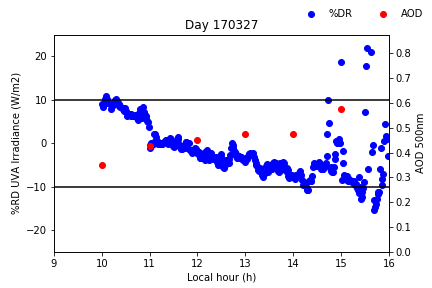 %DR AOD
Day 170327
%RD UVA Irradiance (W/m2)
20
10
0
−10
−20
0.8
0.7
0.6
0.5
0.4
0.3
0.2
0.1
0.0
AOD 500nm
9 10 11 12 13 14 15 16
Local hour (h)